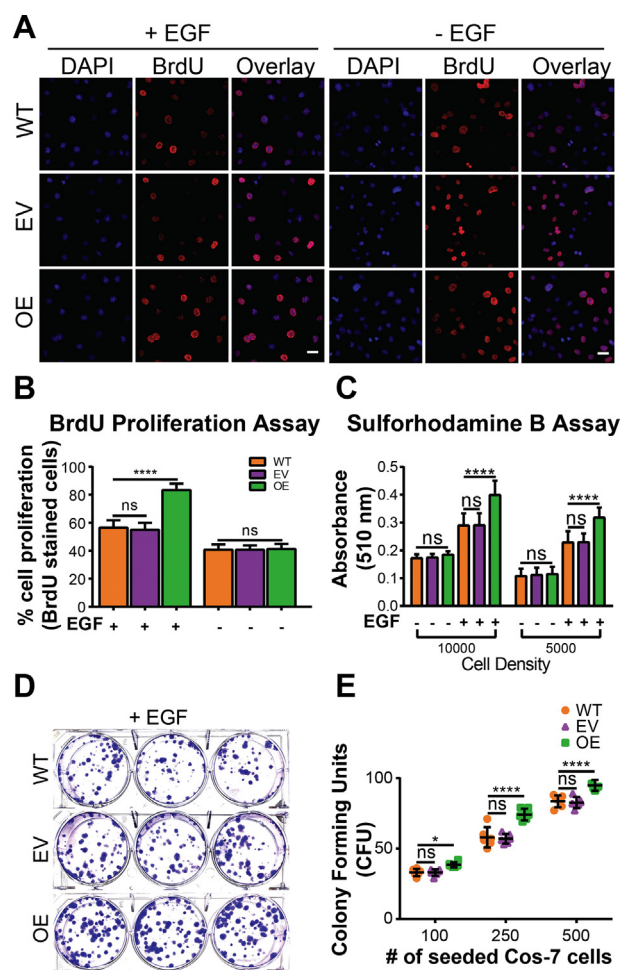 A
+ EGF
- EGF
DAPI BrdU Overlay DAPI BrdU Overlay
WT
EV
OE
B
BrdU Proliferation Assay
% cell proliferation
(BrdU stained cells)
100
80
60
40
20
0
****
ns
ns
WT
EV
OE
EGF + + + - - -
C
Sulforhodamine B Assay
Absorbance
(510 nm)
0.5
0.4
0.3
0.2
0.1
0.0
ns
ns
****
ns
ns
****
EGF - - - + + + - - - + + +
10000 5000
Cell Density
D
+ EGF
WT
EV
OE
E
WT
EV
OE
Colony Forming Units
(CFU)
100
50
0
ns
*
ns
****
ns
****
100 250 500
# of seeded Cos-7 cells